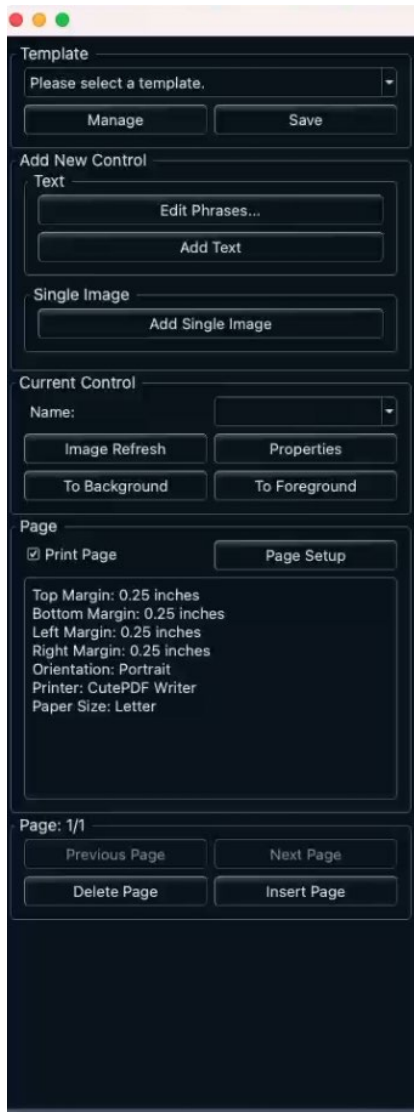 Template
Please select a template.
Manage Save
Add New Control
Text
Edit Phrases...
Add Text
Single Image
Add Single Image
Current Control
Name:
Image Refresh Properties
To Background To Foreground
Page
Print Page Page Setup
Top Margin: 0.25 inches
Bottom Margin: 0.25 inches
Left Margin: 0.25 inches
Right Margin: 0.25 inches
Orientation: Portrait
Printer: CutePDF Writer
Paper Size: Letter
Page: 1/1
Previous Page Next Page
Delete Page Insert Page